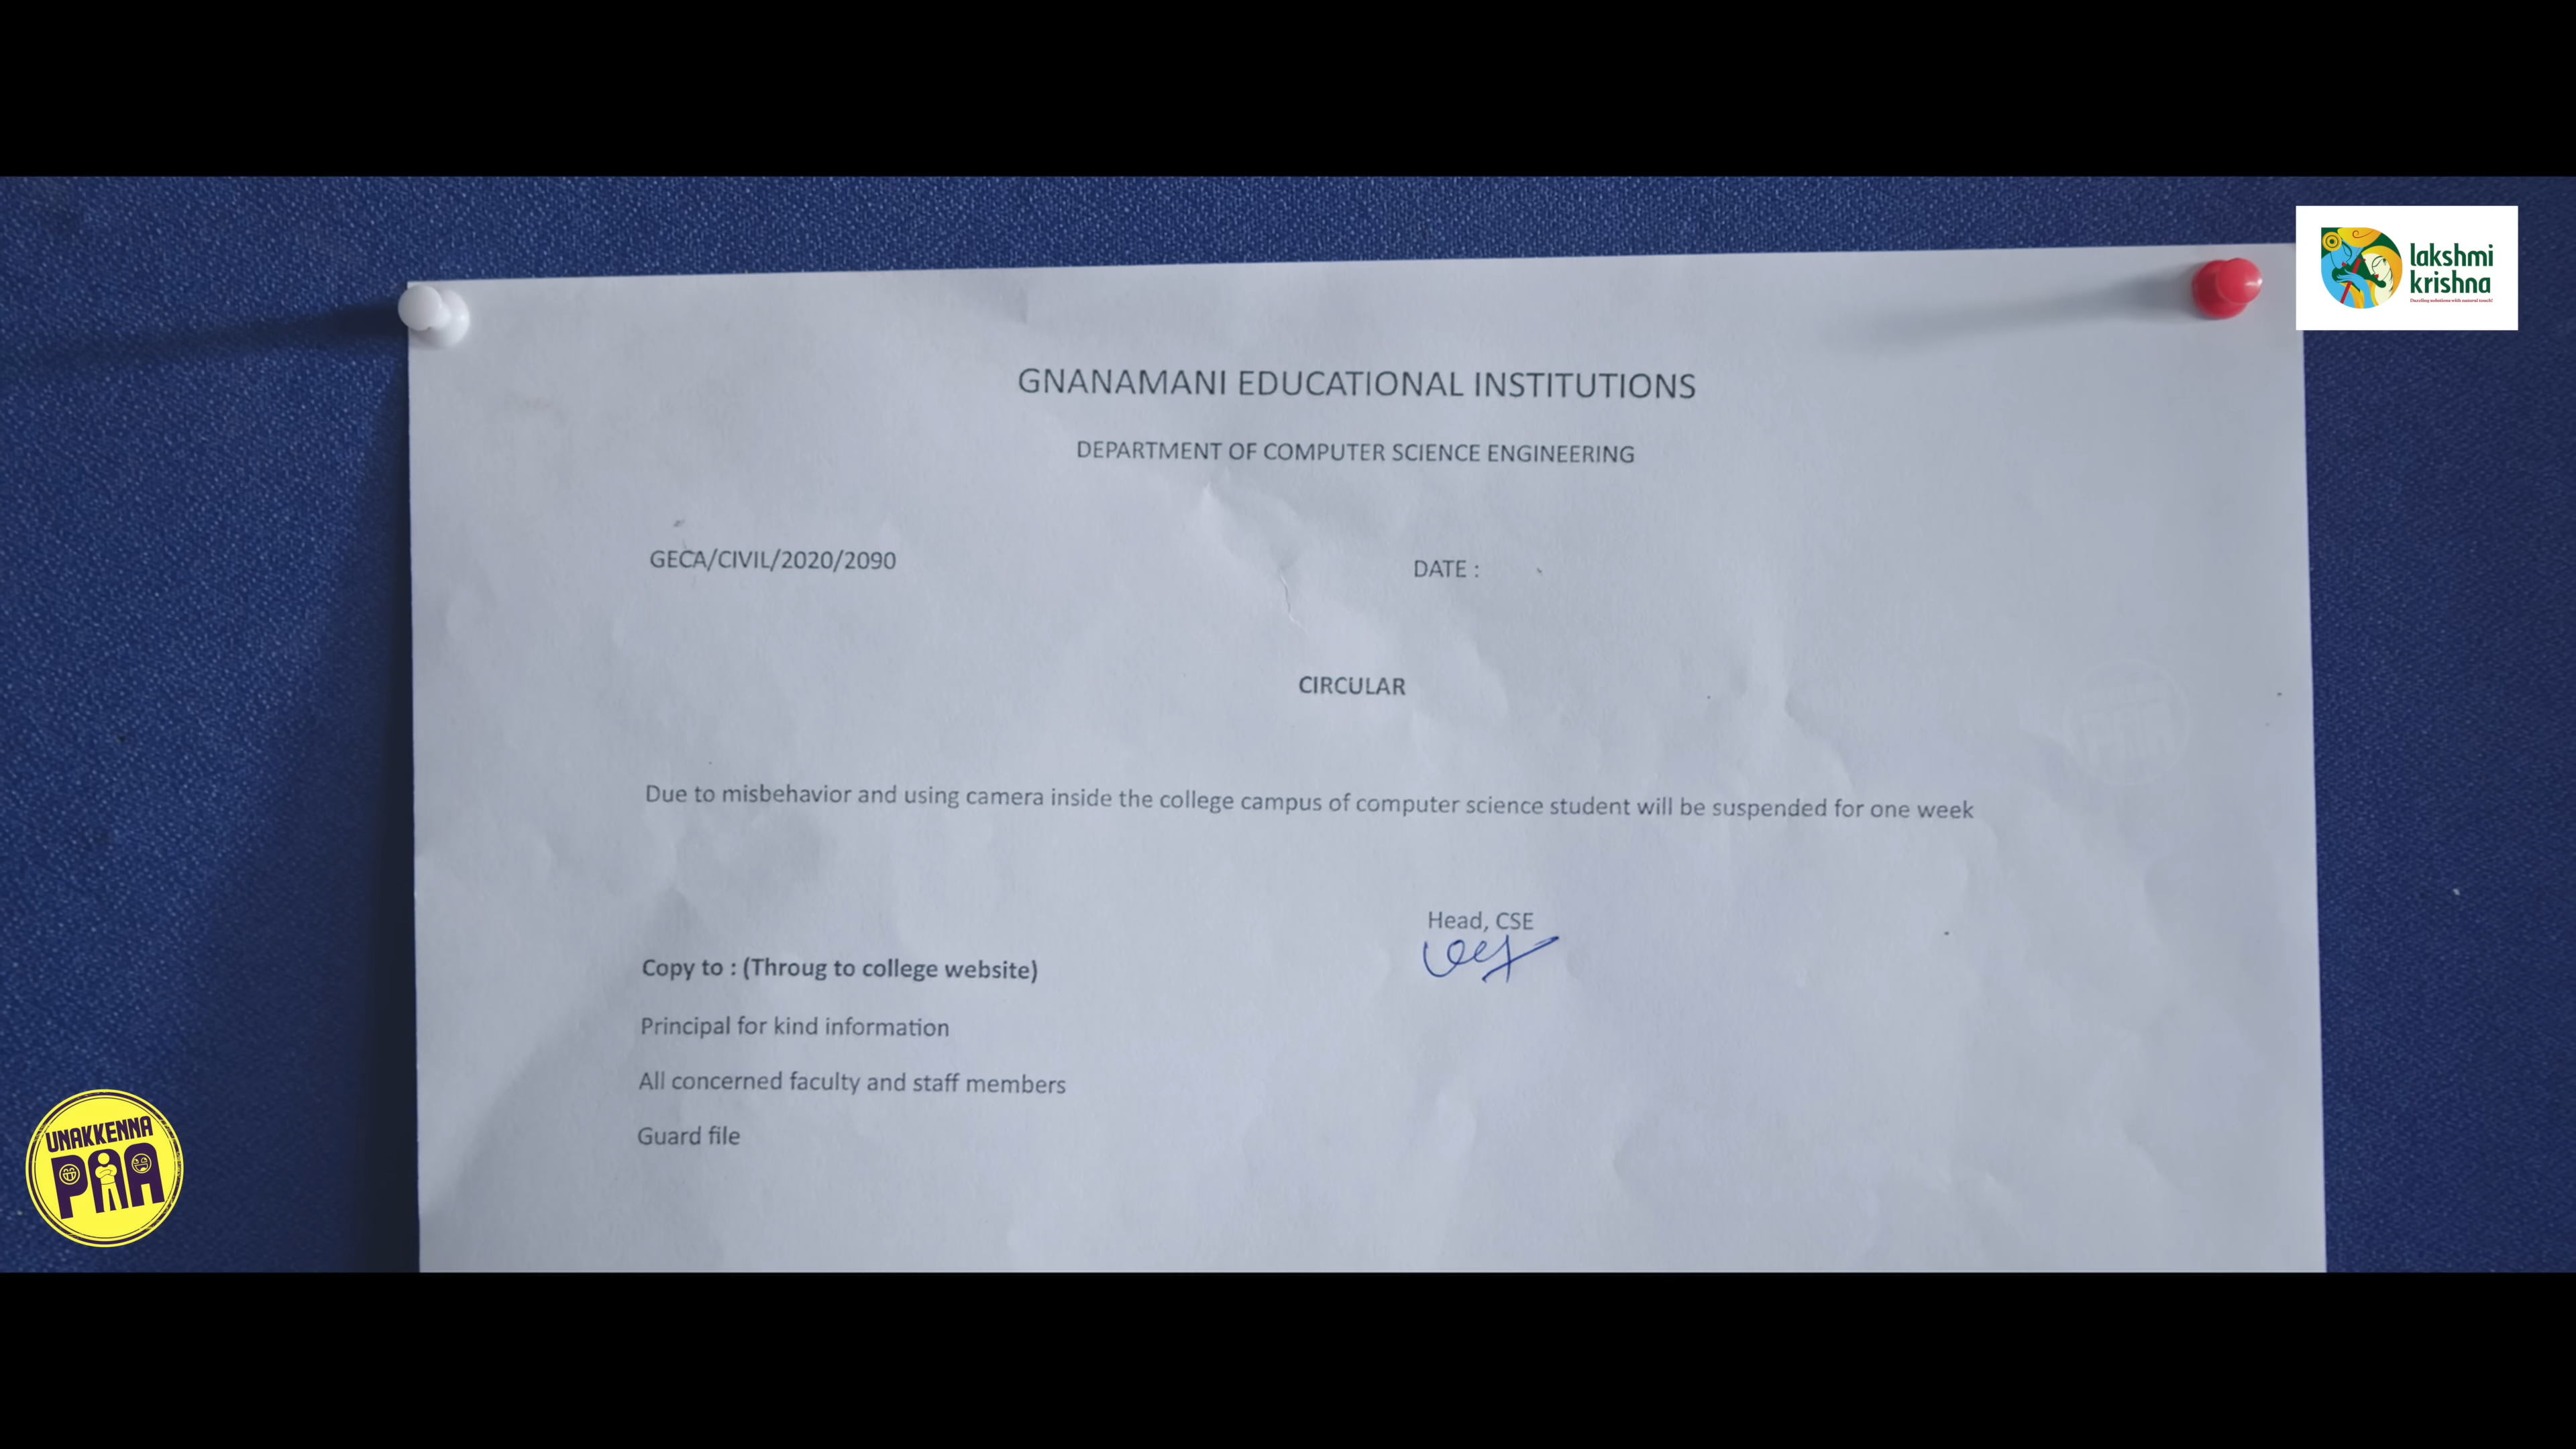 lakshmi
krishna
GNANAMANI EDUCATIONAL INSTITUTIONS
DEPARTMENT OF COMPUTER SCIENCE ENGINEERING
GECA/CIVIL/2020/2090 DATE :
CIRCULAR
Due to misbehavior and using camera inside the college campus of computer science student will be suspended for one week
Head, CSE
Copy to : (Throug to college website)
Principal for kind information
All concerned faculty and staff members
Guard file
UNAKKENNA
PAA